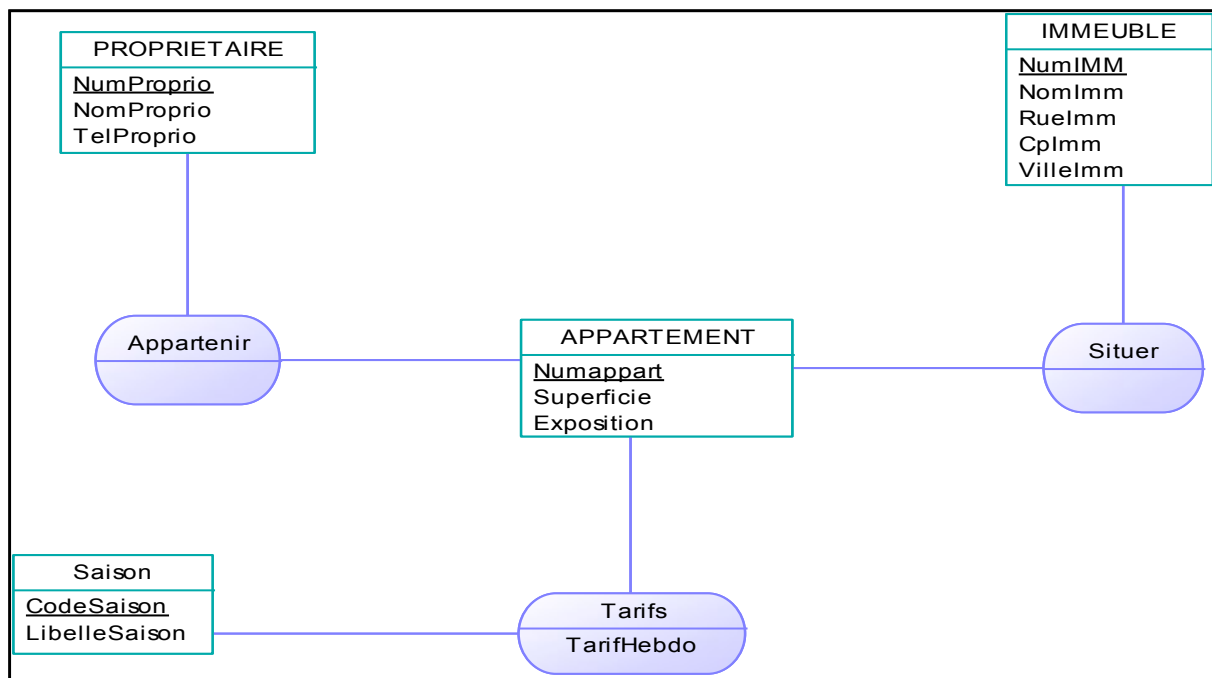 PROPRIETAIRE
NumProprio
NomProprio
TelProprio
IMMEUBLE
NumIMM
NomImm
RueImm
CpImm
VilleImm
Appartenir
APPARTEMENT
Numappart
Superficie
Exposition
Situer
Saison
CodeSaison
LibelleSaison
Tarifs
TarifHebdo